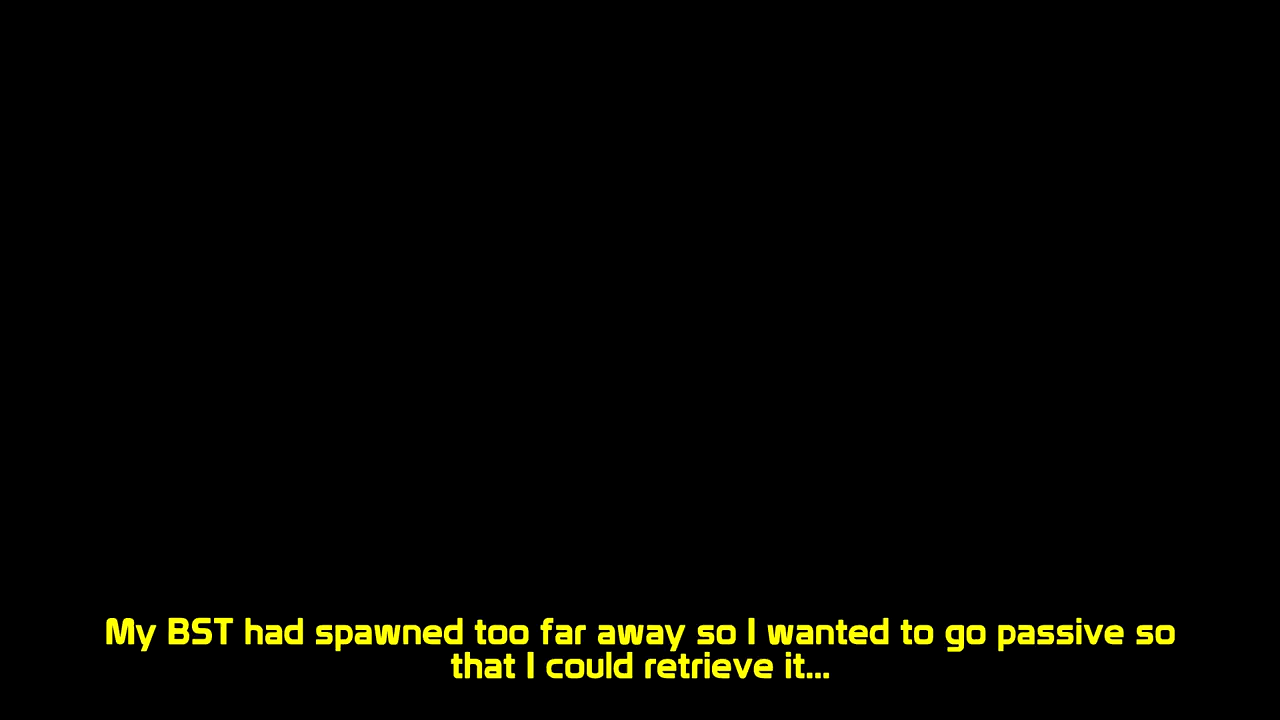 My BST had spawned too far away so I wanted to go passive so
that I could retrieve it...